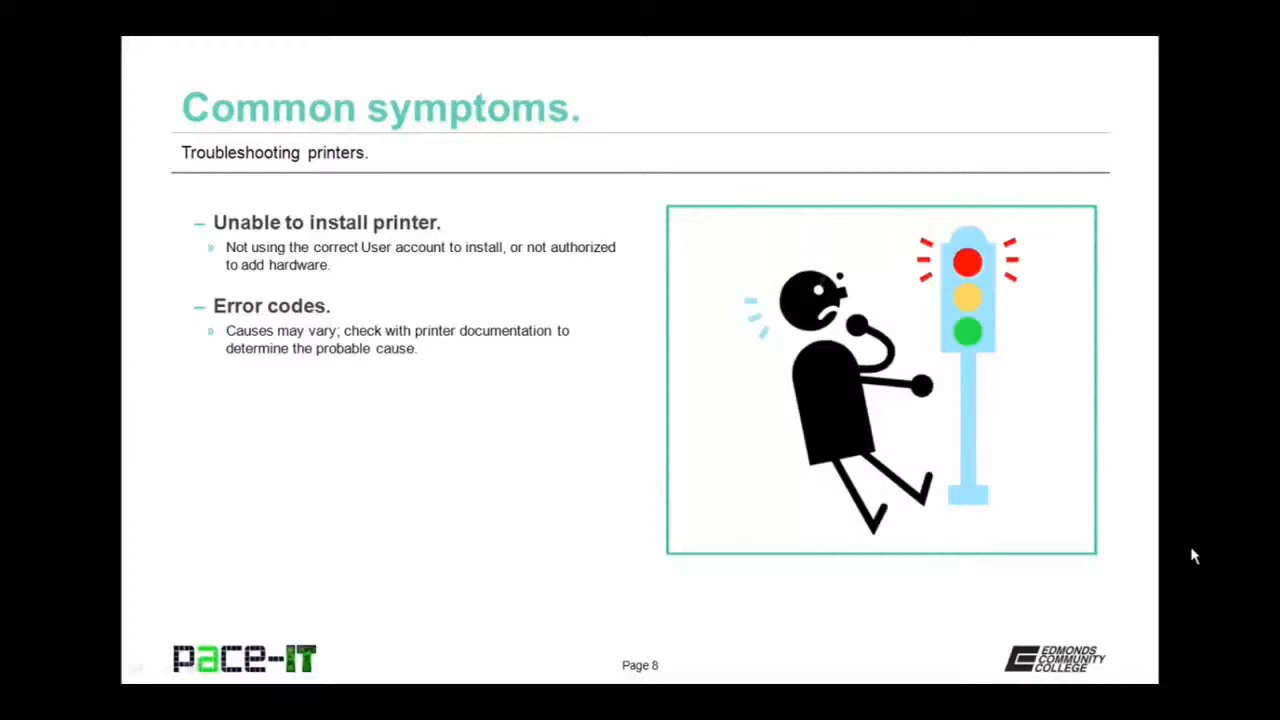 Common symptoms.
Troubleshooting printers.
– Unable to install printer.
» Not using the correct User account to install, or not authorized
to add hardware.
– Error codes.
» Causes may vary; check with printer documentation to
determine the probable cause.
pace-IT
Page 8
EDMONDS
COMMUNITY
COLLEGE